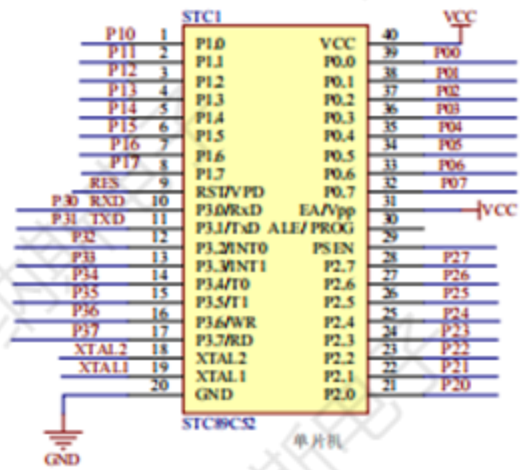 STC1
VCC
P10 1 P1.0 VCC 40
P11 2 P1.1 P0.0 39 P00
P12 3 P1.2 P0.1 38 P01
P13 4 P1.3 P0.2 37 P02
P14 5 P1.4 P0.3 36 P03
P15 6 P1.5 P0.4 35 P04
P16 7 P1.6 P0.5 34 P05
P17 8 P1.7 P0.6 33 P06
RES 9 RST/VPD P0.7 32 P07
P30 RXD 10 P3.0/RxD EA/Vpp 31 VCC
P31 TXD 11 P3.1/TxD ALE/PROG 30
P32 12 P3.2/INT0 PSEN 29
P33 13 P3.3/INT1 P2.7 28 P27
P34 14 P3.4/T0 P2.6 27 P26
P35 15 P3.5/T1 P2.5 26 P25
P36 16 P3.6/WR P2.4 25 P24
P37 17 P3.7/RD P2.3 24 P23
XTAL2 18 XTAL2 P2.2 23 P22
XTAL1 19 XTAL1 P2.1 22 P21
20 GND P2.0 21 P20
STC89C52
单片机
GND